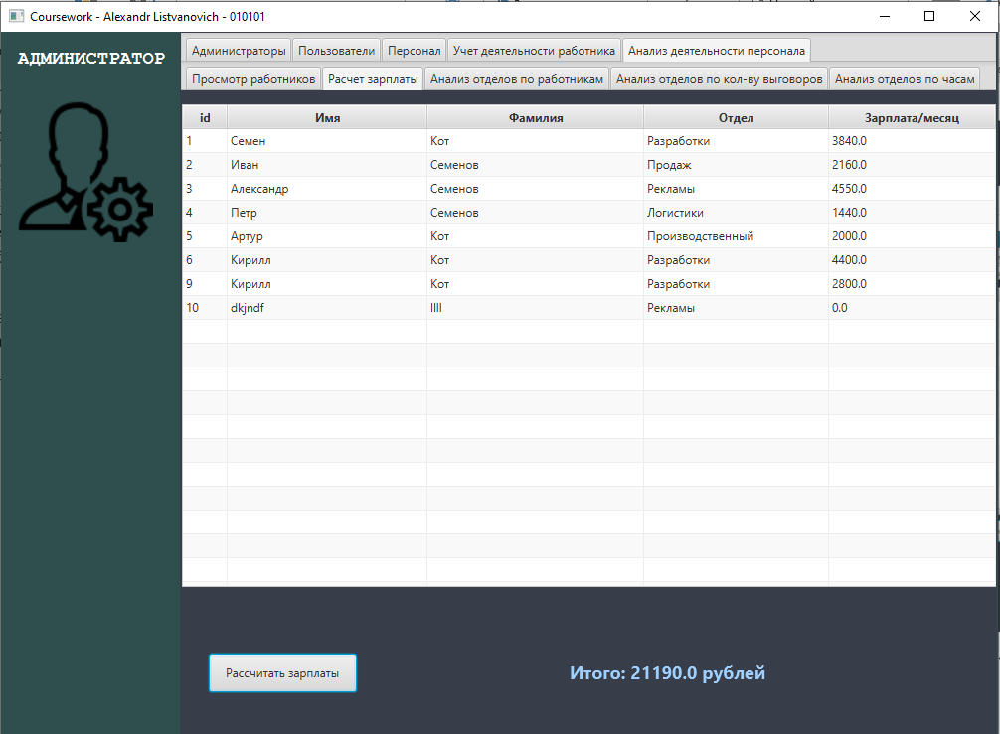 Coursework - Alexandr Listvanovich - 010101
АДМИНИСТРАТОР
Администраторы Пользователи Персонал Учет деятельности работника Анализ деятельности персонала
Просмотр работников Расчет зарплаты Анализ отделов по работникам Анализ отделов по кол-ву выговоров Анализ отделов по часам
id Имя Фамилия Отдел Зарплата/месяц
1 Семен Кот Разработки 3840.0
2 Иван Семенов Продаж 2160.0
3 Александр Семенов Рекламы 4550.0
4 Петр Семенов Логистики 1440.0
5 Артур Кот Производственный 2000.0
6 Кирилл Кот Разработки 4400.0
9 Кирилл Кот Разработки 2800.0
10 dkjndf llll Рекламы 0.0
Рассчитать зарплаты Итого: 21190.0 рублей